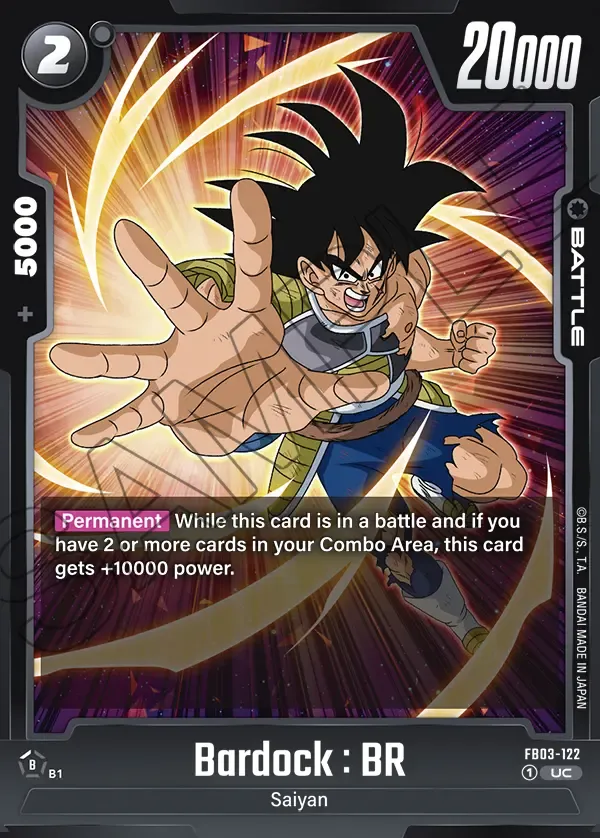 2
20000
+ 5000
BATTLE
SAMPLE
Permanent While this card is in a battle and if you
have 2 or more cards in your Combo Area, this card
gets +10000 power.
©B.S./S., T.A. BANDAI MADE IN JAPAN
B B1
Bardock : BR
FB03-122
1 UC
Saiyan